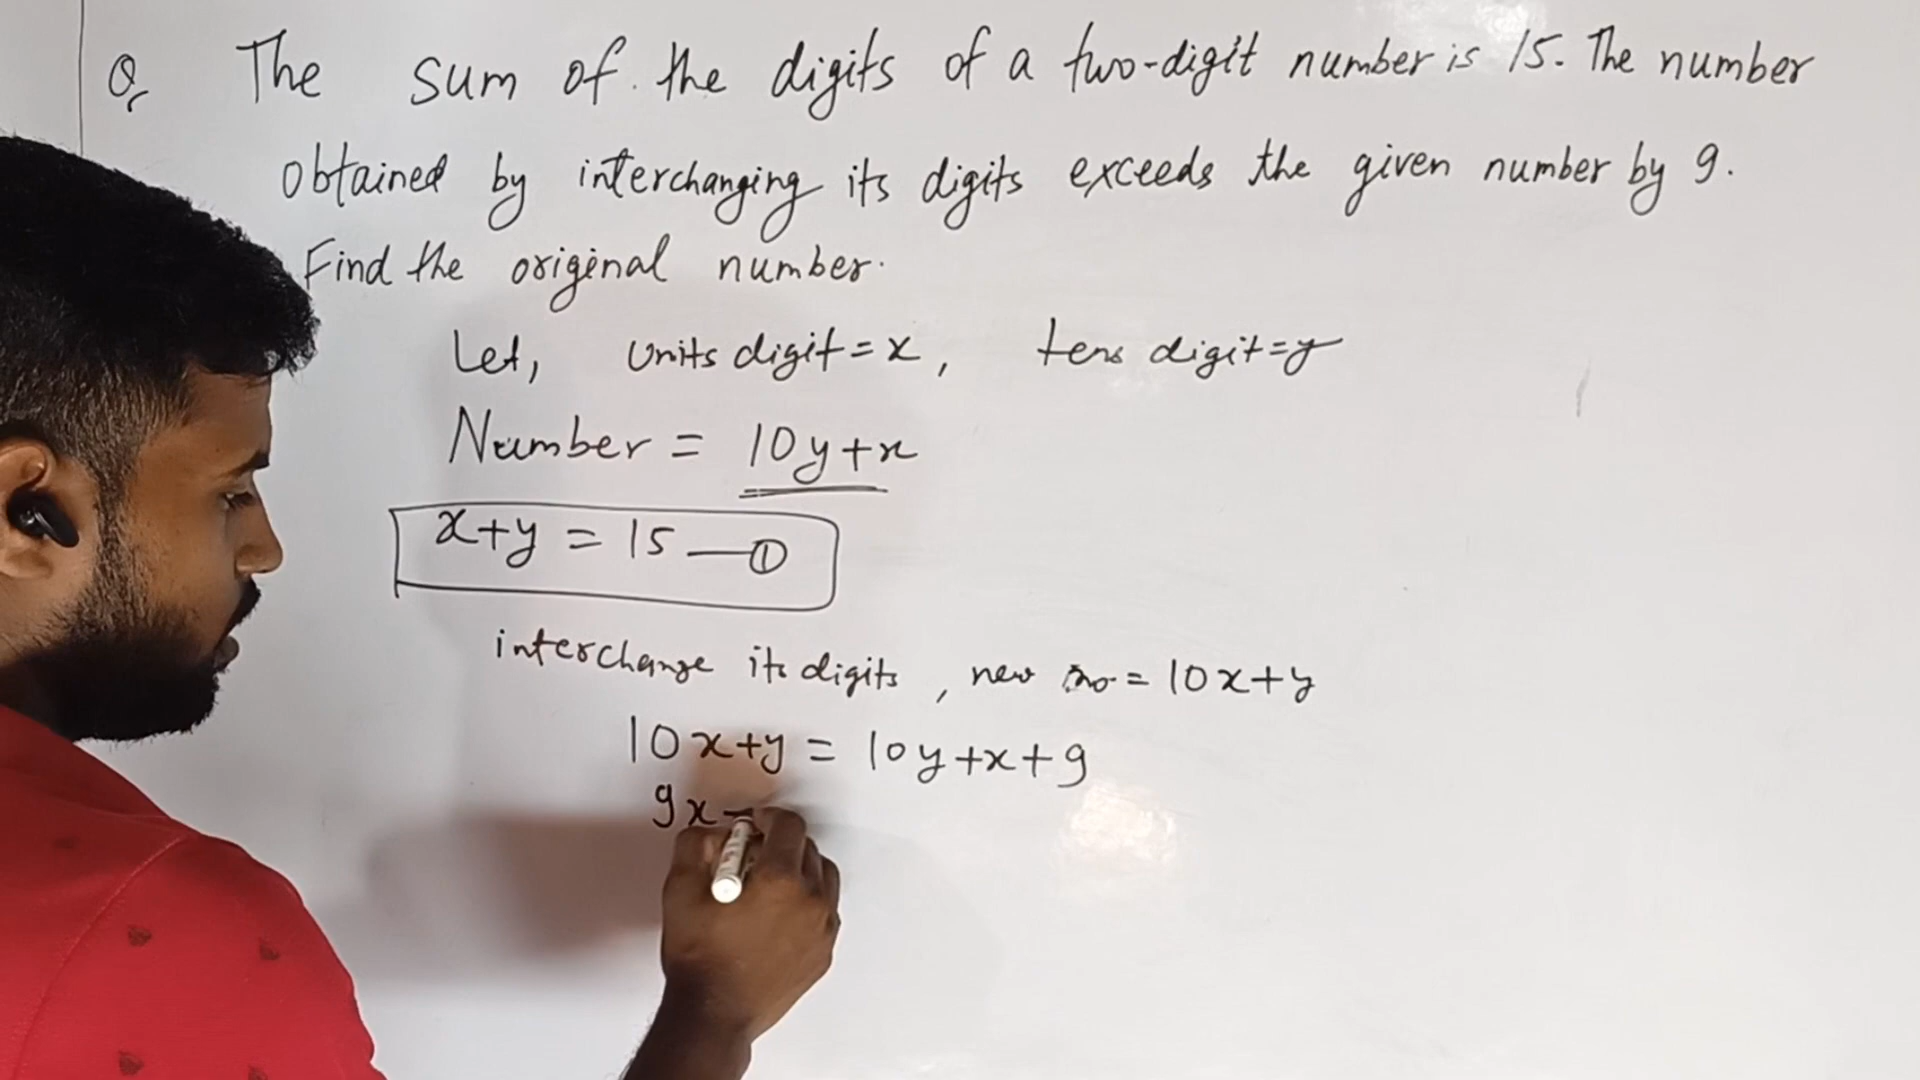 Q. The sum of the digits of a two-digit number is 15. The number
obtained by interchanging its digits exceeds the given number by 9.
Find the original number.
Let, Units digit = x, tens digit = y
Number = 10y+x
x+y = 15 — ①
interchange its digits, new no = 10x+y
10x+y = 10y+x+9
9x-